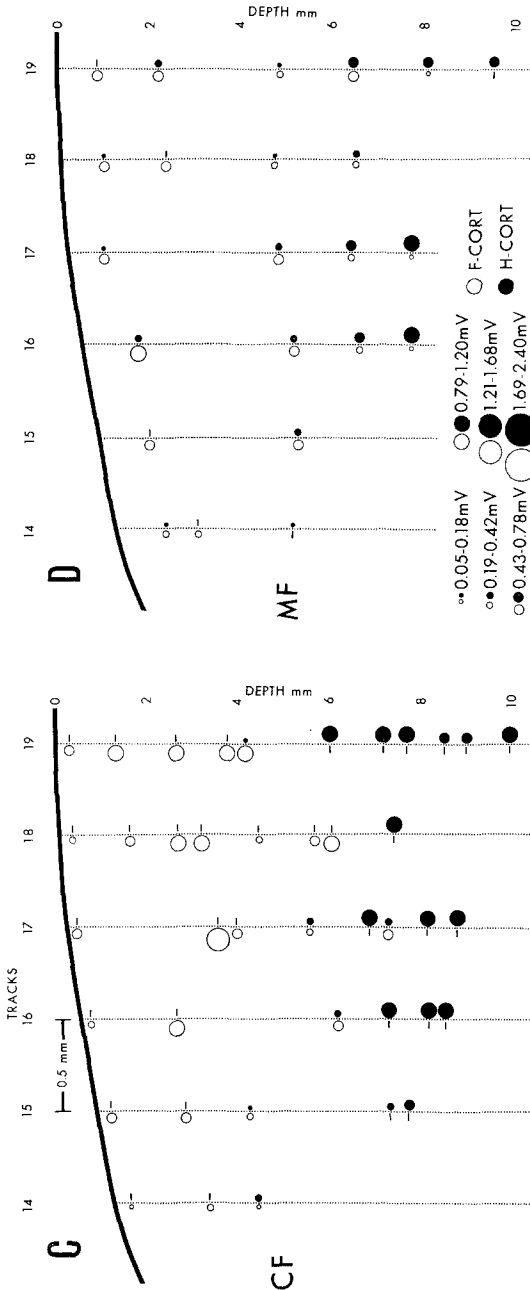 C
TRACKS
14 15 16 17 18 19
0.5 mm
CF
0 2 4 6 8 10
DEPTH mm
D
14 15 16 17 18 19
MF
0 2 4 6 8 10
DEPTH mm
0.05-0.18mV
0.19-0.42mV
0.43-0.78mV
0.79-1.20mV
1.21-1.68mV
1.69-2.40mV
F-CORT
H-CORT